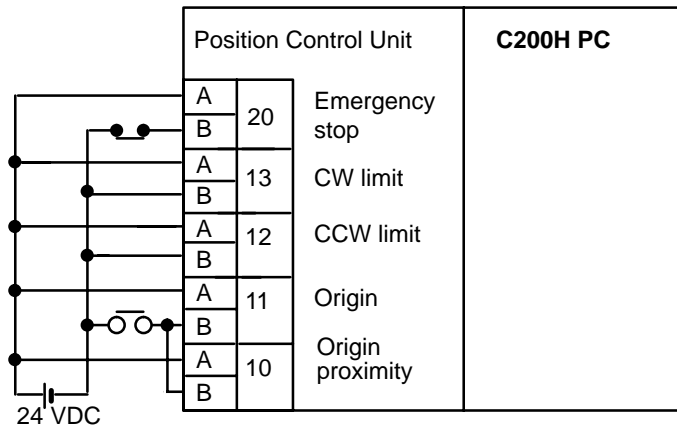 Position Control Unit
C200H PC
A
B
20
Emergency
stop
A
B
13
CW limit
A
B
12
CCW limit
A
B
11
Origin
A
B
10
Origin
proximity
24 VDC